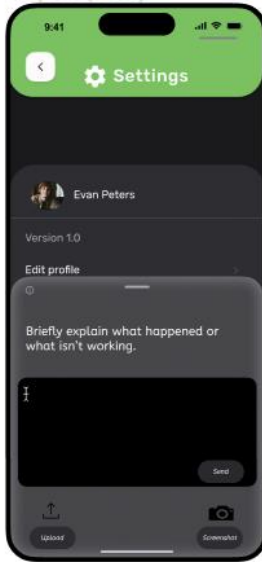 9:41
Settings
Evan Peters
Version 1.0
Edit profile
Briefly explain what happened or
what isn't working.
Send
Upload
Screenshot